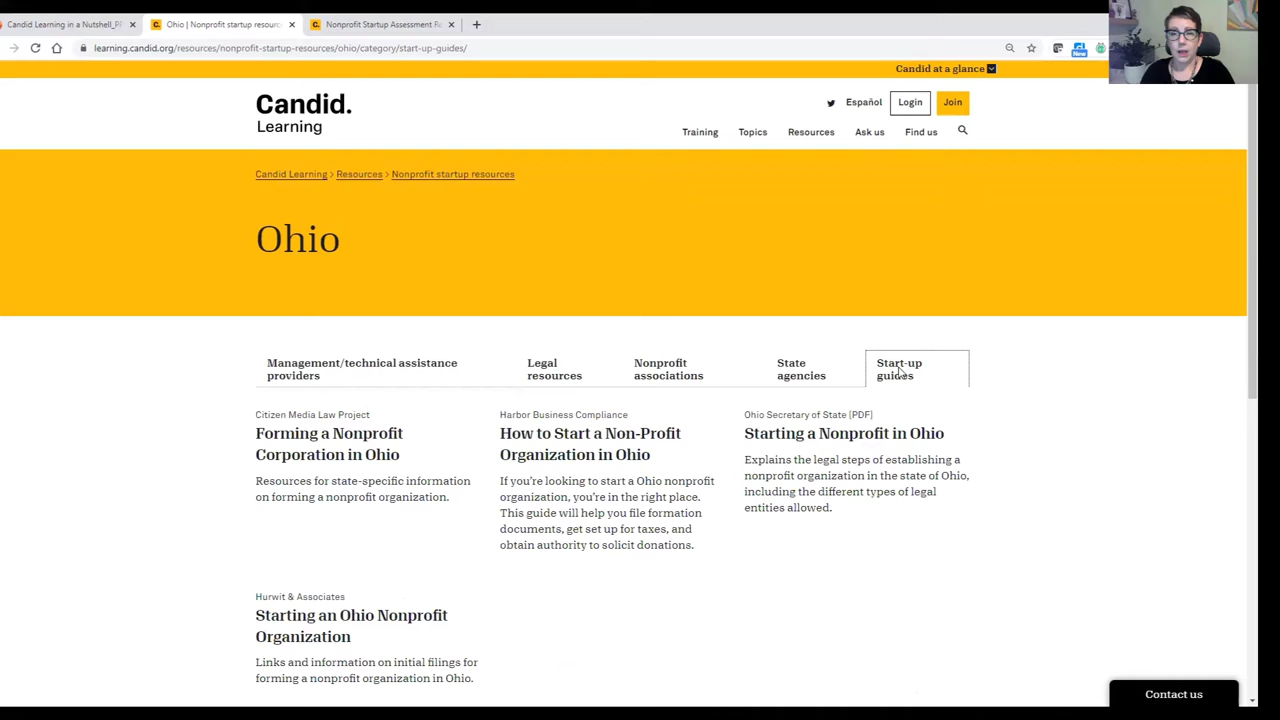 Candid Learning in a Nutshell_P
Ohio | Nonprofit startup resourc
Nonprofit Startup Assessment Re
learning.candid.org/resources/nonprofit-startup-resources/ohio/category/start-up-guides/
New
Candid at a glance
Candid.
Learning
Español
Login
Join
Training
Topics
Resources
Ask us
Find us
Candid Learning > Resources > Nonprofit startup resources
Ohio
Management/technical assistance
providers
Legal
resources
Nonprofit
associations
State
agencies
Start-up
guides
Citizen Media Law Project
Forming a Nonprofit
Corporation in Ohio
Resources for state-specific information
on forming a nonprofit organization.
Harbor Business Compliance
How to Start a Non-Profit
Organization in Ohio
If you're looking to start a Ohio nonprofit
organization, you're in the right place.
This guide will help you file formation
documents, get set up for taxes, and
obtain authority to solicit donations.
Ohio Secretary of State [PDF]
Starting a Nonprofit in Ohio
Explains the legal steps of establishing a
nonprofit organization in the state of Ohio,
including the different types of legal
entities allowed.
Hurwit & Associates
Starting an Ohio Nonprofit
Organization
Links and information on initial filings for
forming a nonprofit organization in Ohio.
Contact us